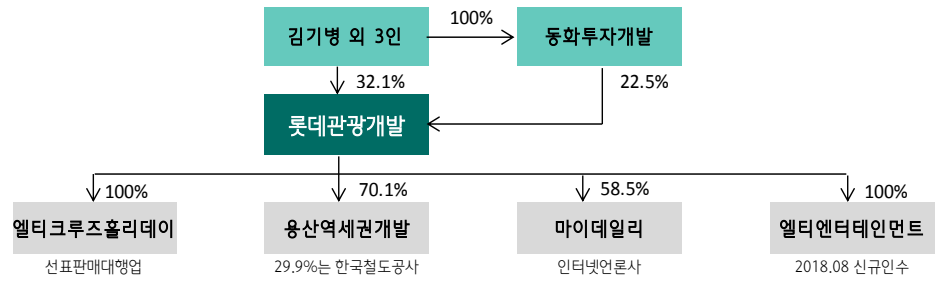 100%
김기병 외 3인
동화투자개발
32.1%
22.5%
롯데관광개발
100%
70.1%
58.5%
100%
엘티크루즈홀리데이
용산역세권개발
마이데일리
엘티엔터테인먼트
선표판매대행업
29.9%는 한국철도공사
인터넷언론사
2018.08 신규인수